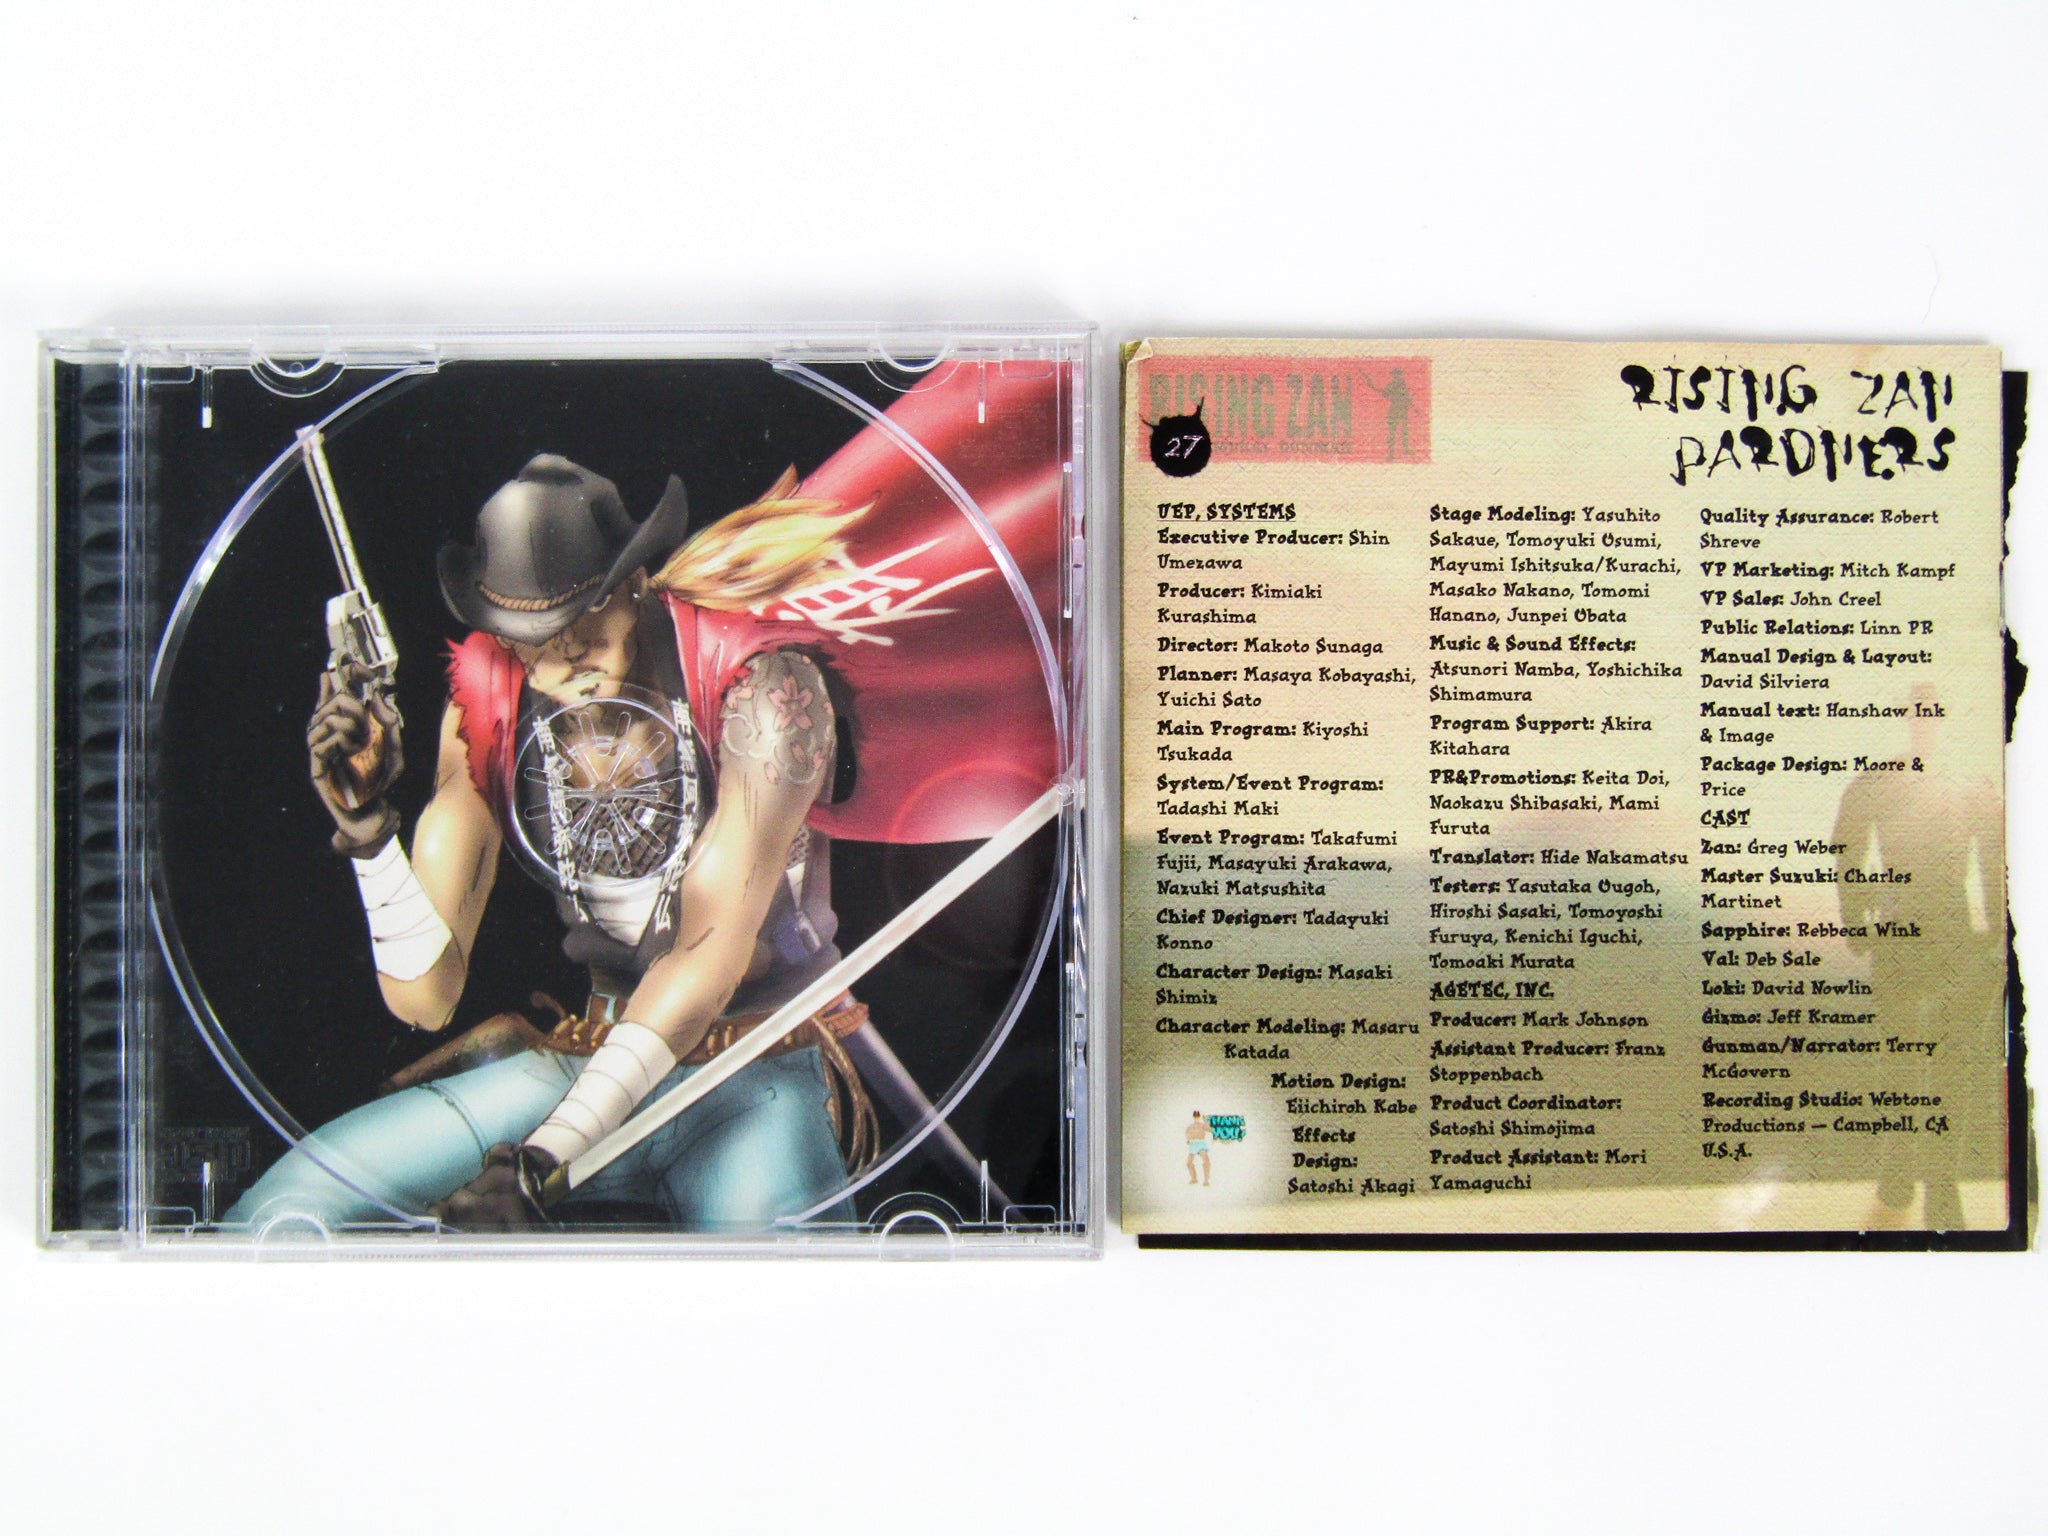 RISING ZAN
27
RISING ZAN
PARDNERS
UEP, SYSTEMS
Executive Producer: Shin
Umezawa
Producer: Kimiaki
Kurashima
Director: Makoto Sunaga
Planner: Masaya Kobayashi,
Yuichi Sato
Main Program: Kiyoshi
Tsukada
System/Event Program:
Tadashi Maki
Event Program: Takafumi
Fujii, Masayuki Arakawa,
Nazuki Matsushita
Chief Designer: Tadayuki
Konno
Character Design: Masaki
Shimiz
Character Modeling: Masaru
Katada
Motion Design:
Eiichiroh Kabe
Effects
Design:
Satoshi Akagi
THANK
YOU!
Stage Modeling: Yasuhito
Sakaue, Tomoyuki Osumi,
Mayumi Ishitsuka/Kurachi,
Masako Nakano, Tomomi
Hanano, Junpei Obata
Music & Sound Effects:
Atsunori Namba, Yoshichika
Shimamura
Program Support: Akira
Kitahara
PR&Promotions: Keita Doi,
Naokazu Shibasaki, Mami
Furuta
Translator: Hide Nakamatsu
Testers: Yasutaka Ougoh,
Hiroshi Sasaki, Tomoyoshi
Furuya, Kenichi Iguchi,
Tomoaki Murata
AGETEC, INC.
Producer: Mark Johnson
Assistant Producer: Franz
Stoppenbach
Product Coordinator:
Satoshi Shimojima
Product Assistant: Mori
Yamaguchi
Quality Assurance: Robert
Shreve
VP Marketing: Mitch Kampf
VP Sales: John Creel
Public Relations: Linn PR
Manual Design & Layout:
David Silviera
Manual text: Hanshaw Ink
& Image
Package Design: Moore &
Price
CAST
Zan: Greg Weber
Master Suzuki: Charles
Martinet
Sapphire: Rebbeca Wink
Val: Deb Sale
Loki: David Nowlin
Gizmo: Jeff Kramer
Gunman/Narrator: Terry
McGovern
Recording Studio: Webtone
Productions — Campbell, CA
U.S.A.